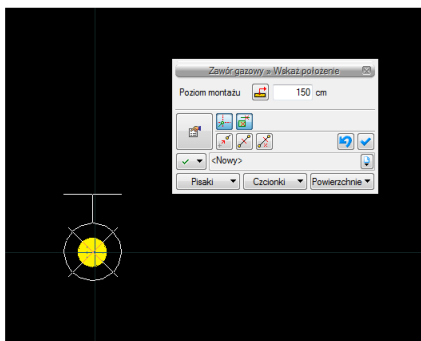 Zawór gazowy » Wskaż położenie
Poziom montażu 150 cm
<Nowy>
Pisaki Czcionki Powierzchnie